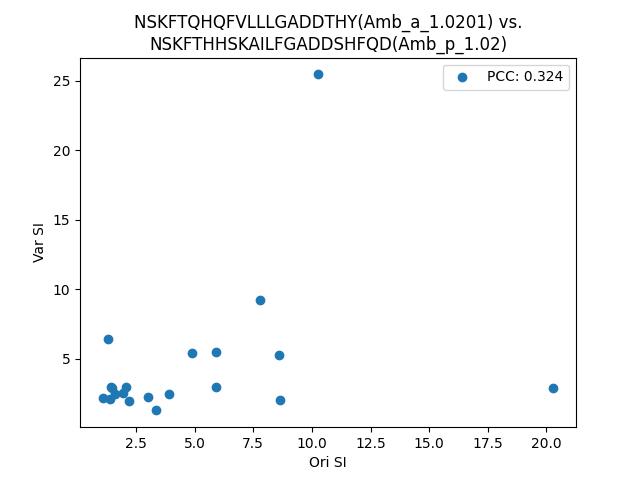 NSKFTQHQFVLLLGADDTHY(Amb_a_1.0201) vs.
NSKFTHHSKAILFGADDSHFQD(Amb_p_1.02)
PCC: 0.324
25
20
15
10
5
Var SI
2.5 5.0 7.5 10.0 12.5 15.0 17.5 20.0
Ori SI